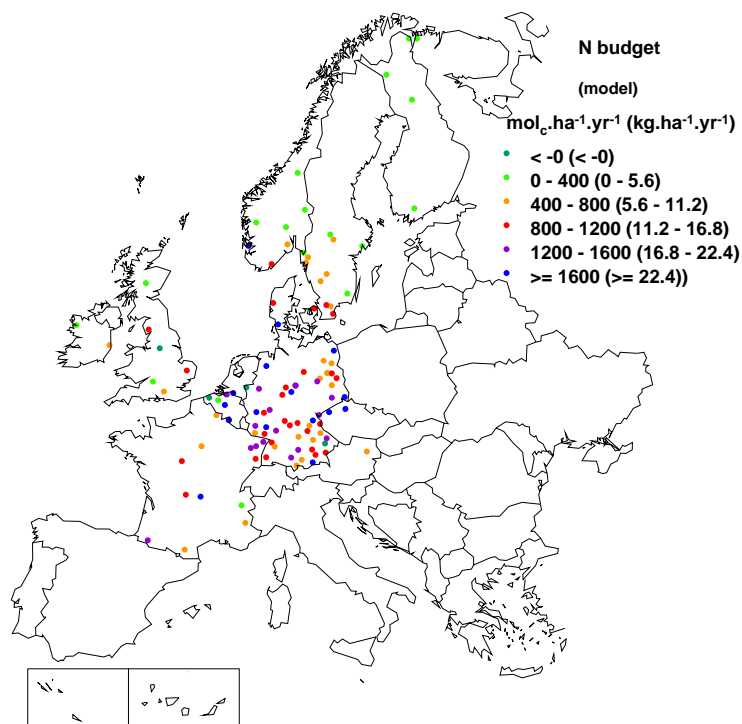 N budget
(model)
mol_c.ha⁻¹.yr⁻¹ (kg.ha⁻¹.yr⁻¹)
< -0 (< -0)
0 - 400 (0 - 5.6)
400 - 800 (5.6 - 11.2)
800 - 1200 (11.2 - 16.8)
1200 - 1600 (16.8 - 22.4)
>= 1600 (>= 22.4))